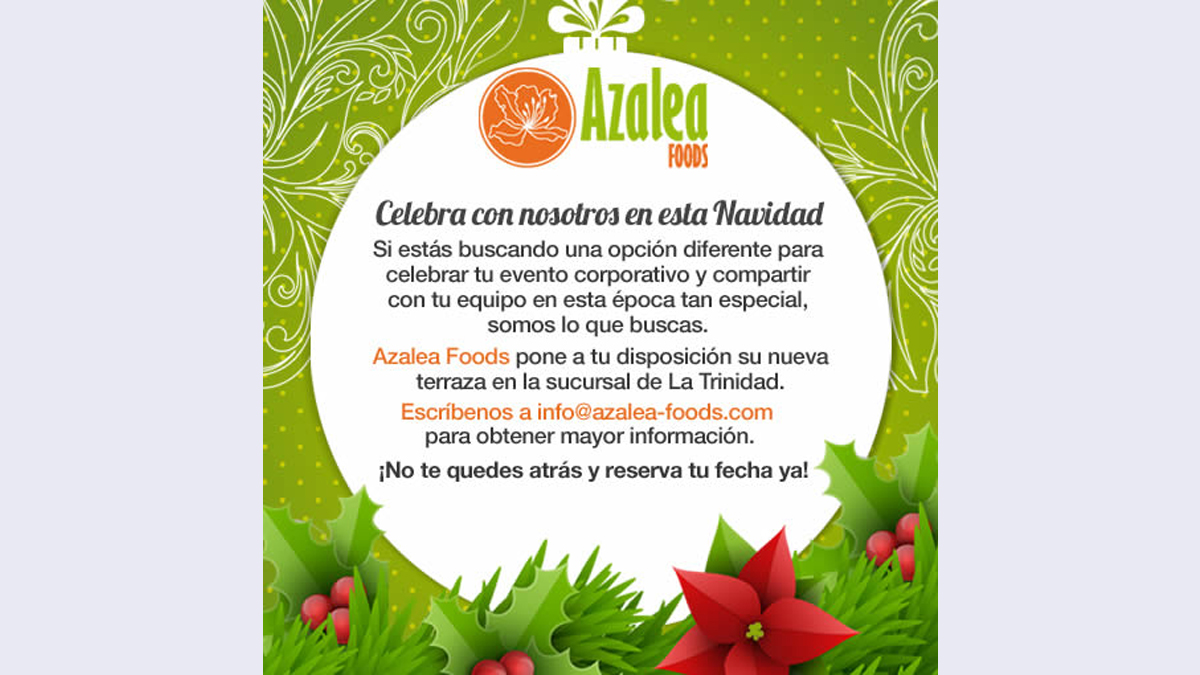 Azalea
FOODS
Celebra con nosotros en esta Navidad
Si estás buscando una opción diferente para
celebrar tu evento corporativo y compartir
con tu equipo en esta época tan especial,
somos lo que buscas.
Azalea Foods pone a tu disposición su nueva
terraza en la sucursal de La Trinidad.
Escríbenos a info@azalea-foods.com
para obtener mayor información.
¡No te quedes atrás y reserva tu fecha ya!